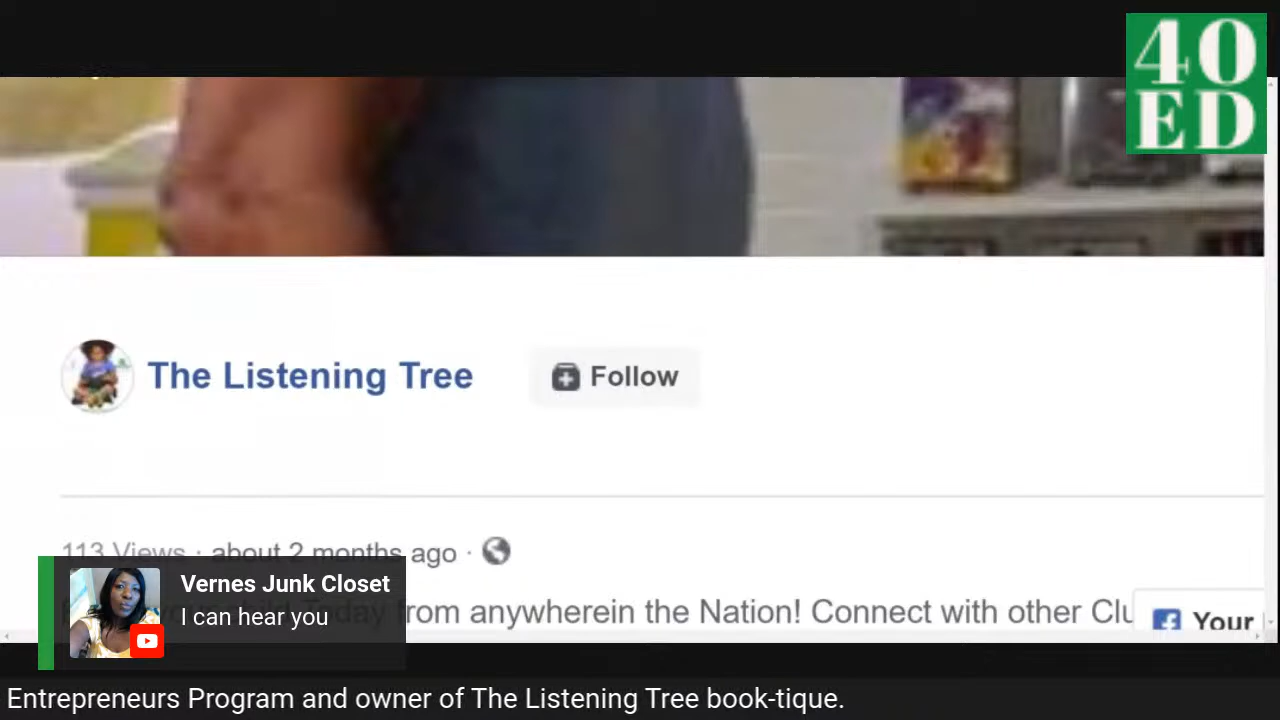 40
ED
The Listening Tree
Follow
113 Views · about 2 months ago ·
Vernes Junk Closet
I can hear you
Today from anywherein the Nation! Connect with other Clu
Your
Entrepreneurs Program and owner of The Listening Tree book-tique.